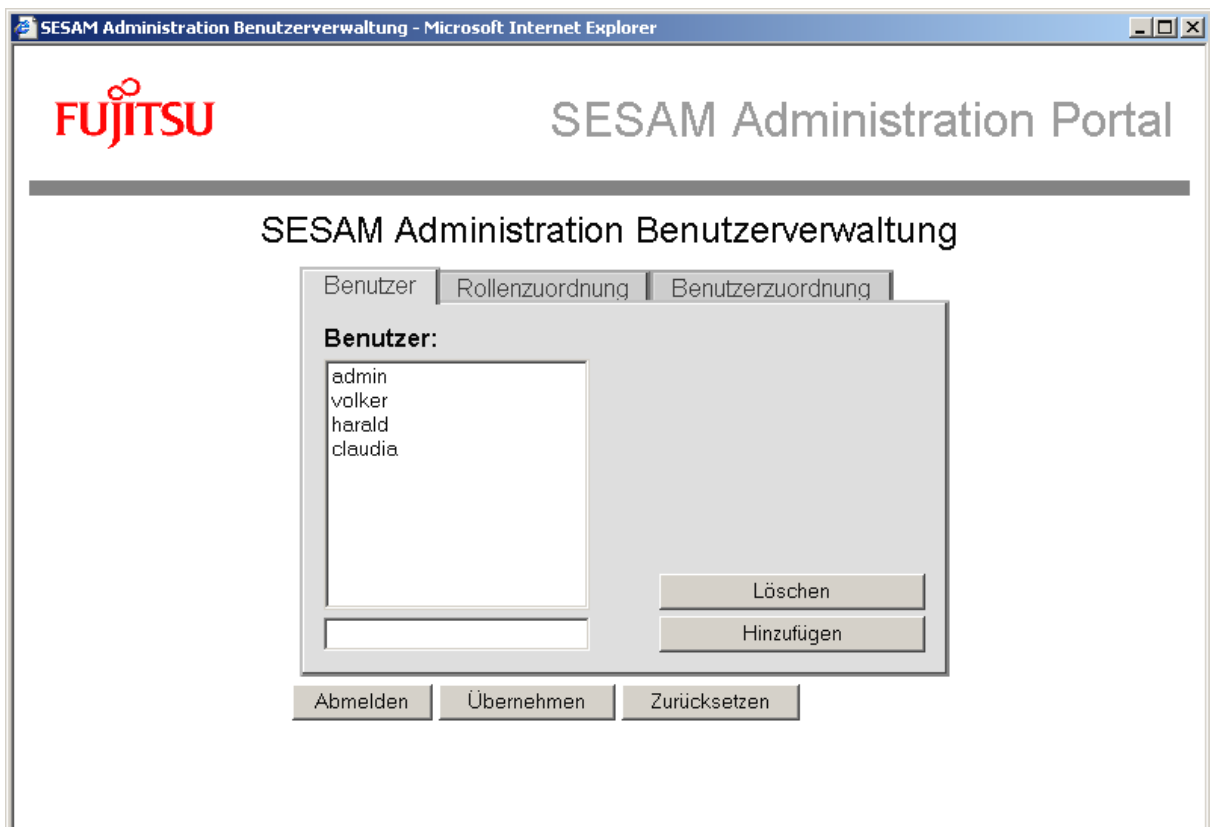 SESAM Administration Benutzerverwaltung - Microsoft Internet Explorer
FUJITSU
SESAM Administration Portal
SESAM Administration Benutzerverwaltung
Benutzer Rollenzuordnung Benutzerzuordnung
Benutzer:
admin
volker
harald
claudia
Löschen
Hinzufügen
Abmelden Übernehmen Zurücksetzen